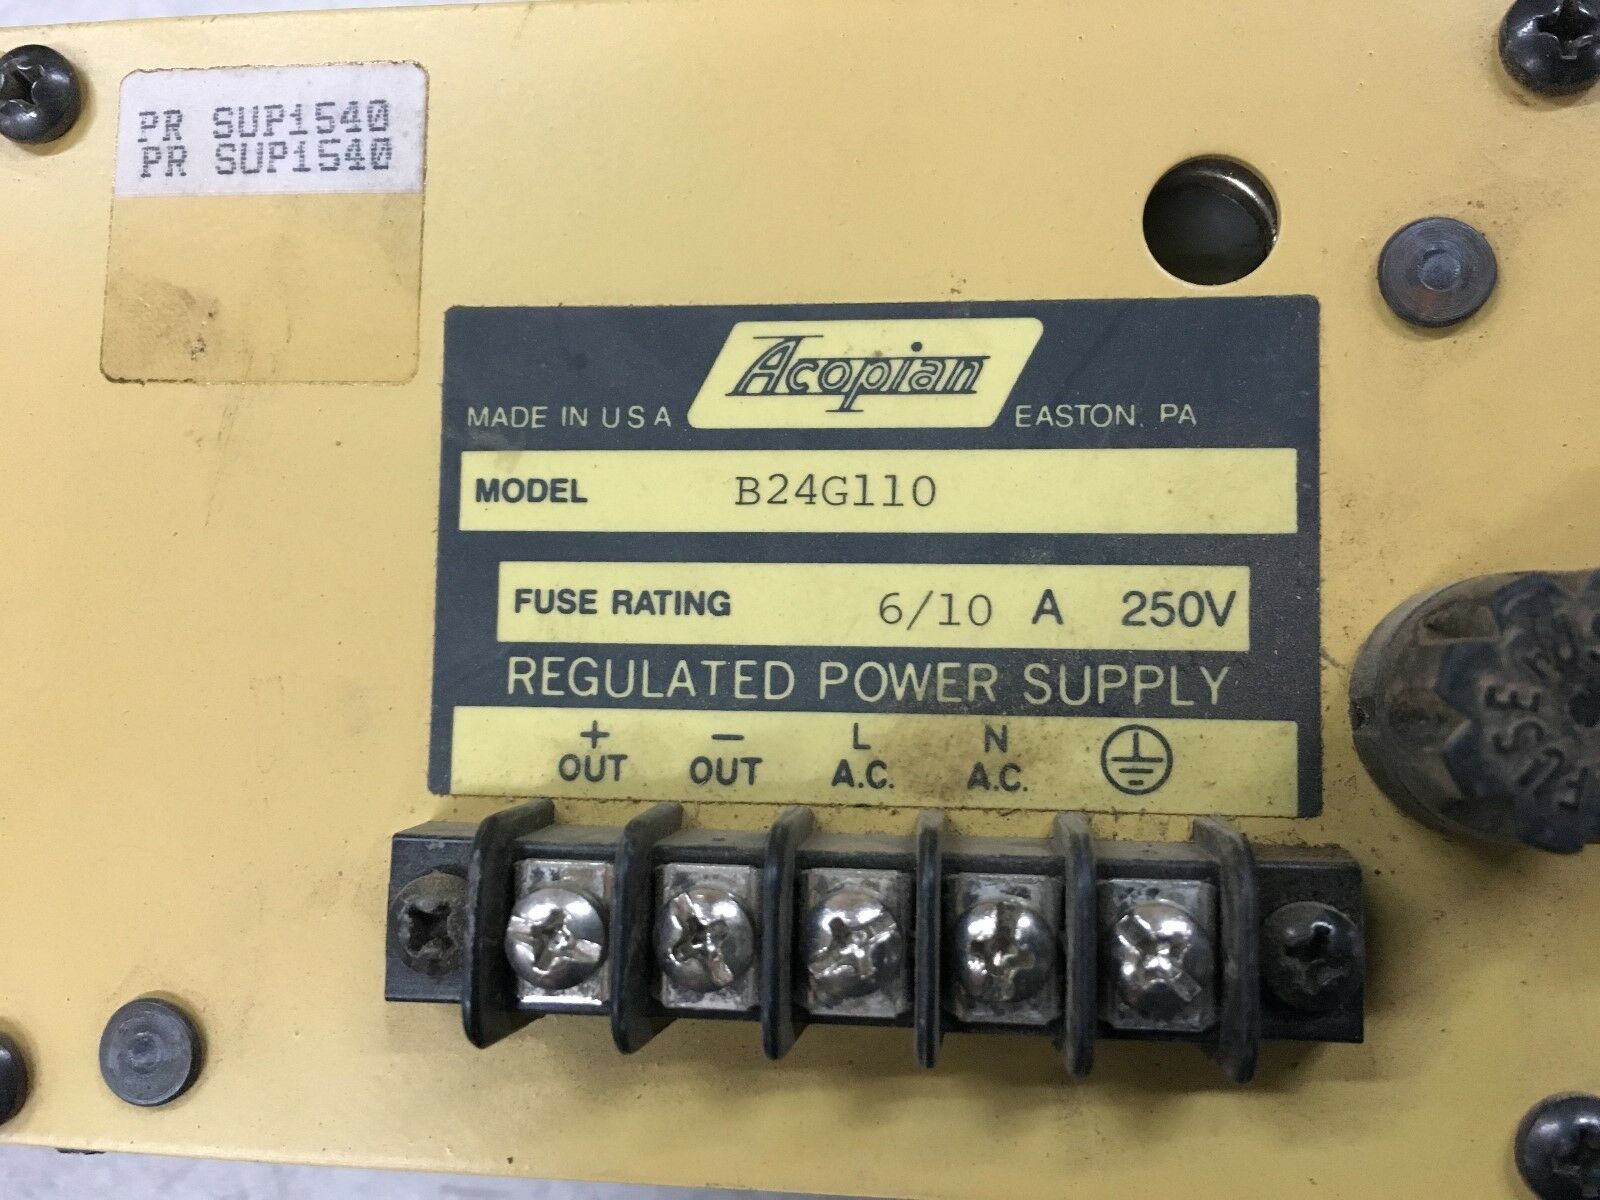 PR SUP1540
PR SUP1540
Acopian
MADE IN U S A
EASTON, PA
MODEL B24G110
FUSE RATING 6/10 A 250V
REGULATED POWER SUPPLY
+ OUT
− OUT
L A.C.
N A.C.
FUSE